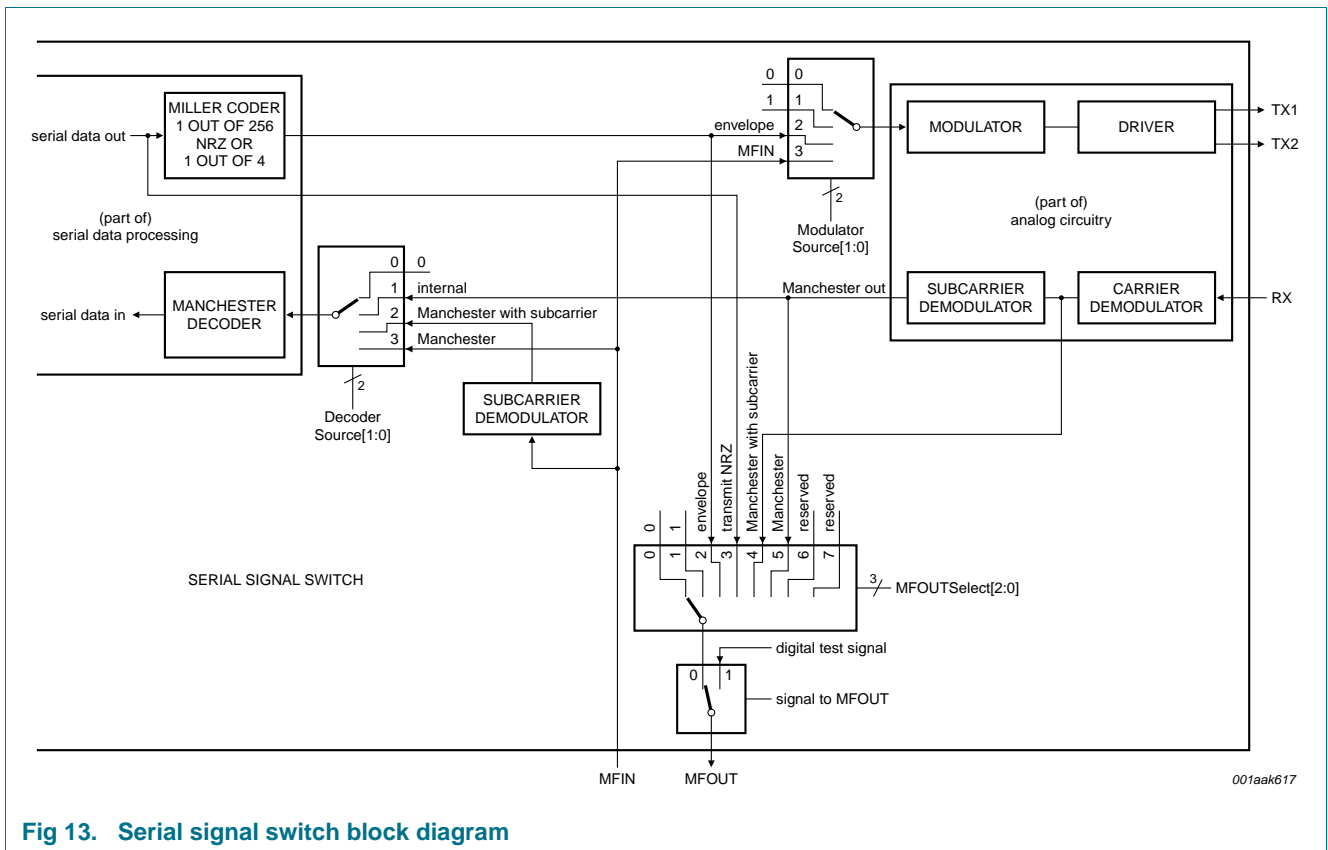 serial data out
MILLER CODER
1 OUT OF 256
NRZ OR
1 OUT OF 4
(part of)
serial data processing
serial data in
MANCHESTER
DECODER
0 0
1 internal
2 Manchester with subcarrier
3 Manchester
2
Decoder
Source[1:0]
SUBCARRIER
DEMODULATOR
0 0
1 1
envelope 2
MFIN 3
2
Modulator
Source[1:0]
MODULATOR
DRIVER
TX1
TX2
(part of)
analog circuitry
Manchester out
SUBCARRIER
DEMODULATOR
CARRIER
DEMODULATOR
RX
0 0
1 1
2 envelope
3 transmit NRZ
4 Manchester with subcarrier
5 Manchester
6 reserved
7 reserved
3
MFOUTSelect[2:0]
SERIAL SIGNAL SWITCH
digital test signal
0 1
signal to MFOUT
MFIN
MFOUT
001aak617
Fig 13. Serial signal switch block diagram